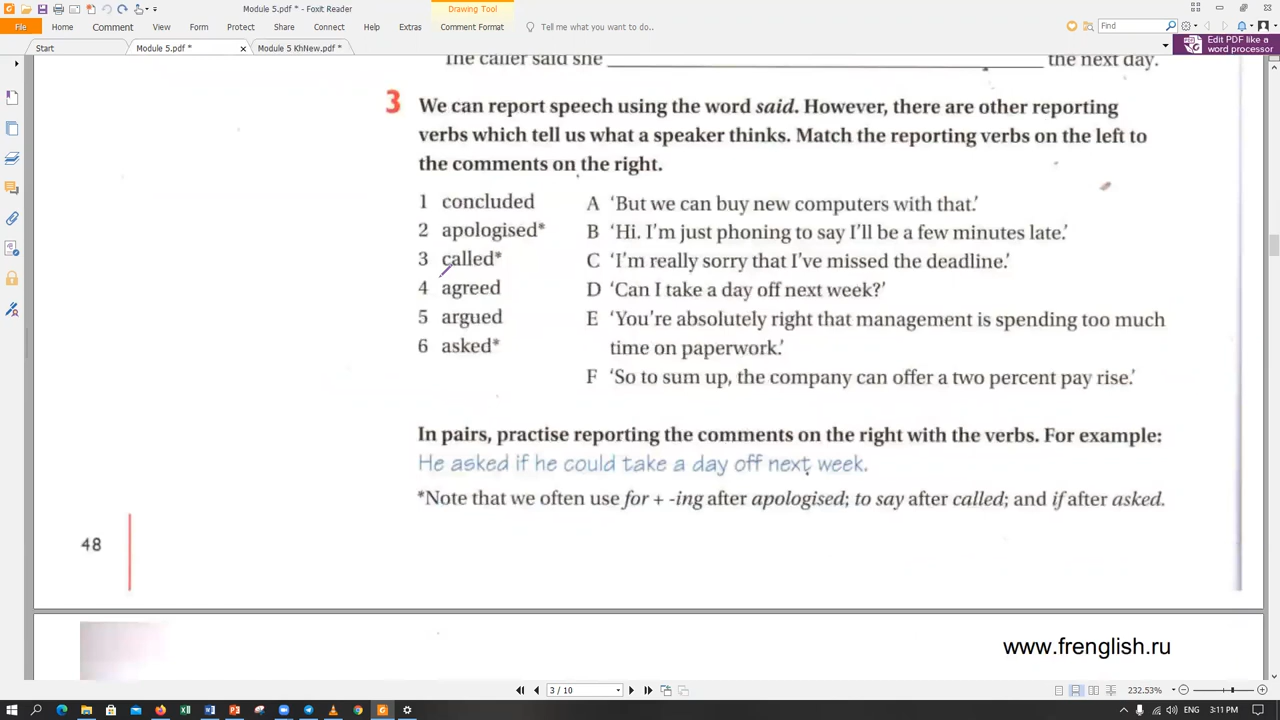 Module 5.pdf * - Foxit Reader
Drawing Tool
File Home Comment View Form Protect Share Connect Help Extras Comment Format Tell me what you want to do.. Find
Edit PDF like a
word processor
Start Module 5.pdf * Module 5 KhNew.pdf *
The caller said she ______________________ the next day.
3 We can report speech using the word said. However, there are other reporting
verbs which tell us what a speaker thinks. Match the reporting verbs on the left to
the comments on the right.
1 concluded
2 apologised*
3 called*
4 agreed
5 argued
6 asked*
A ‘But we can buy new computers with that.’
B ‘Hi. I’m just phoning to say I’ll be a few minutes late.’
C ‘I’m really sorry that I’ve missed the deadline.’
D ‘Can I take a day off next week?’
E ‘You’re absolutely right that management is spending too much
time on paperwork.’
F ‘So to sum up, the company can offer a two percent pay rise.’
In pairs, practise reporting the comments on the right with the verbs. For example:
He asked if he could take a day off next week.
*Note that we often use for + -ing after apologised; to say after called; and if after asked.
48
www.frenglish.ru
3 / 10
232.53%
ENG 3:11 PM